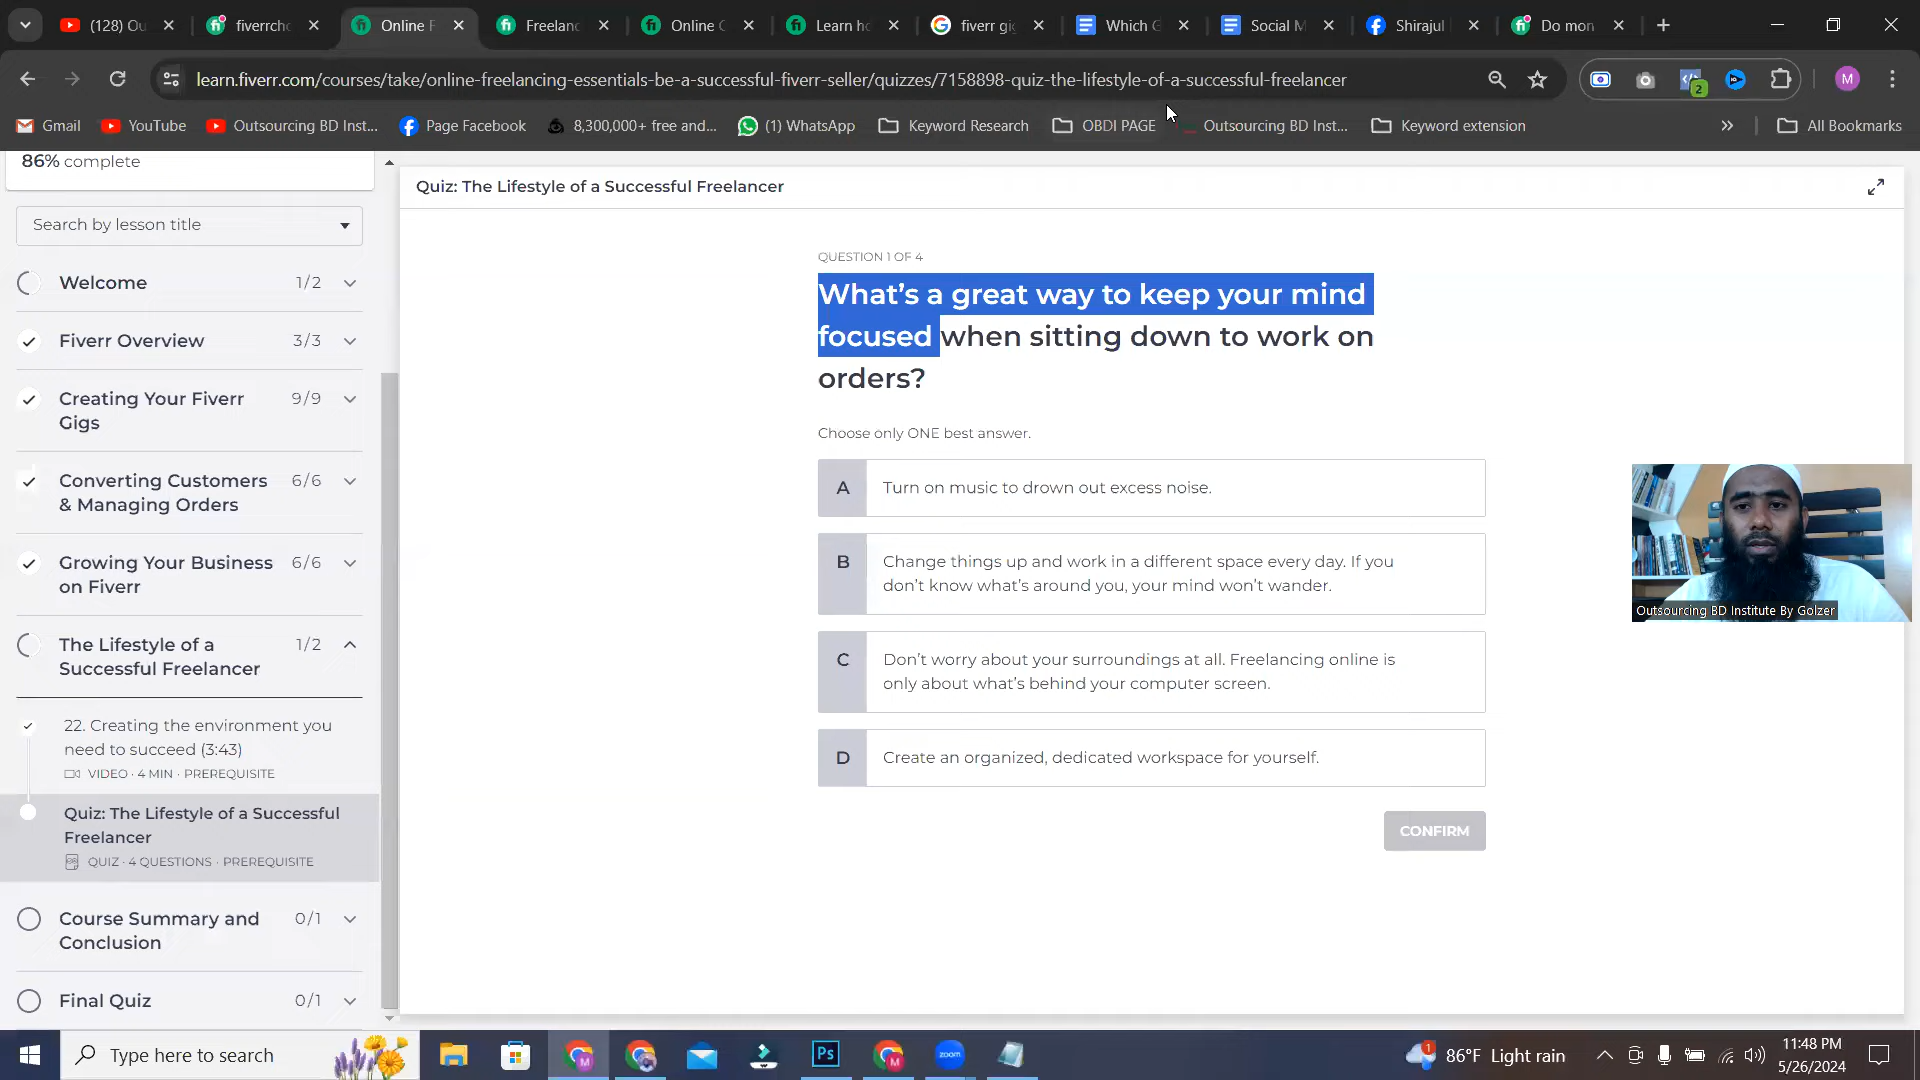 (128) Ou
fiverrche
Online F
Freelanc
Online C
Learn ho
fiverr gig
Which G
Social M
Shirajul
Do mon
learn.fiverr.com/courses/take/online-freelancing-essentials-be-a-successful-fiverr-seller/quizzes/7158898-quiz-the-lifestyle-of-a-successful-freelancer
2
M
Gmail
YouTube
Outsourcing BD Inst...
Page Facebook
8,300,000+ free and...
(1) WhatsApp
Keyword Research
OBDI PAGE
Outsourcing BD Inst...
Keyword extension
All Bookmarks
86% complete
Search by lesson title
Welcome 1/2
Fiverr Overview 3/3
Creating Your Fiverr 9/9
Gigs
Converting Customers 6/6
& Managing Orders
Growing Your Business 6/6
on Fiverr
The Lifestyle of a 1/2
Successful Freelancer
22. Creating the environment you
need to succeed (3:43)
VIDEO · 4 MIN · PREREQUISITE
Quiz: The Lifestyle of a Successful
Freelancer
QUIZ · 4 QUESTIONS · PREREQUISITE
Course Summary and 0/1
Conclusion
Final Quiz 0/1
Quiz: The Lifestyle of a Successful Freelancer
QUESTION 1 OF 4
What’s a great way to keep your mind
focused when sitting down to work on
orders?
Choose only ONE best answer.
A Turn on music to drown out excess noise.
B Change things up and work in a different space every day. If you
don’t know what’s around you, your mind won’t wander.
C Don’t worry about your surroundings at all. Freelancing online is
only about what’s behind your computer screen.
D Create an organized, dedicated workspace for yourself.
CONFIRM
Outsourcing BD Institute By Golzer
Type here to search
Ps
zoom
1
86°F Light rain
11:48 PM
5/26/2024